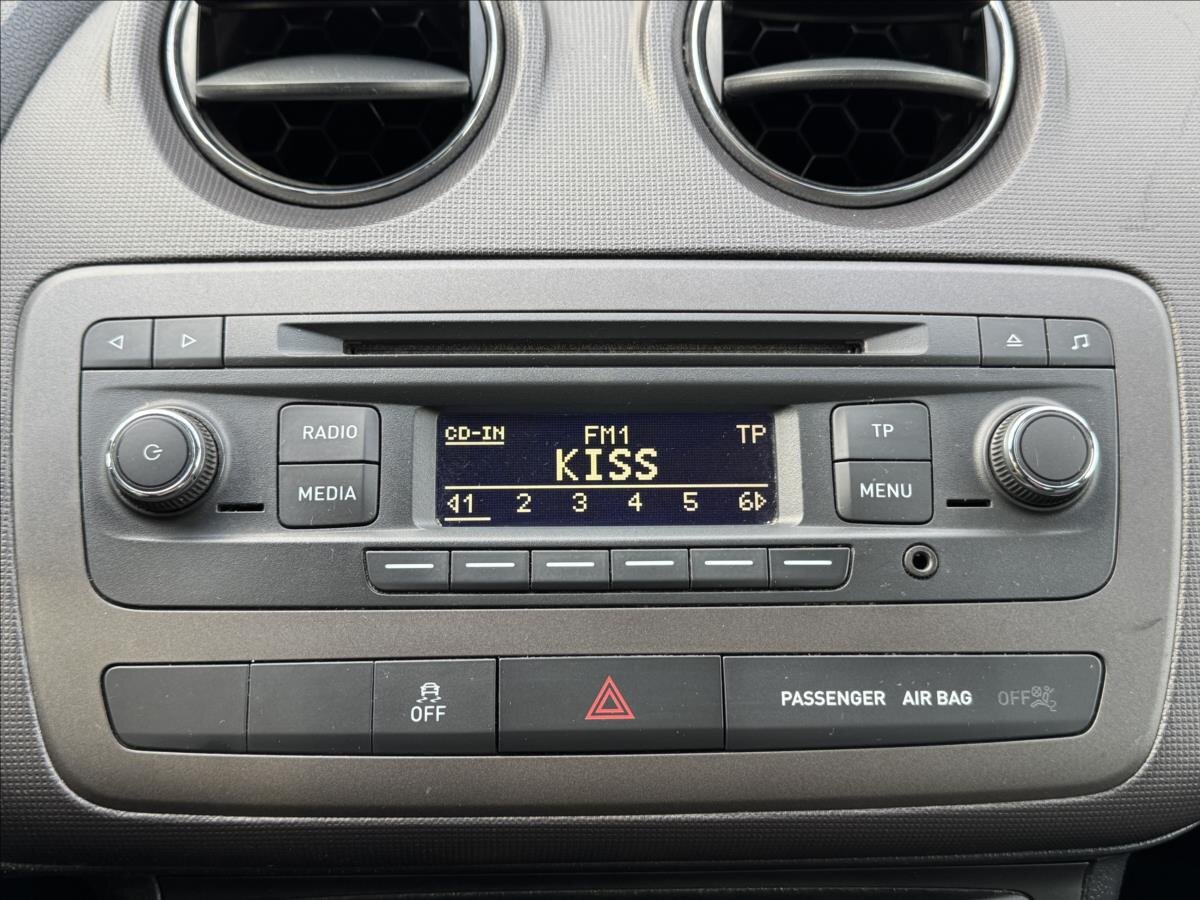 RADIO
MEDIA
CD-IN FM1 TP
KISS
1 2 3 4 5 6
TP
MENU
OFF
PASSENGER AIR BAG OFF